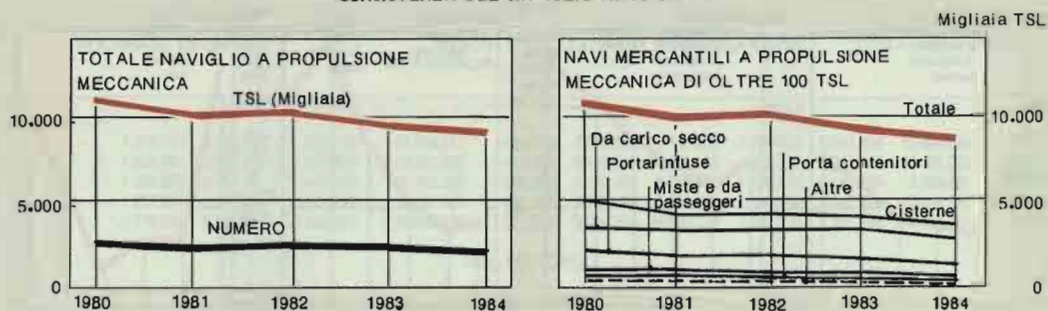 Migliaia TSL
TOTALE NAVIGLIO A PROPULSIONE
MECCANICA
TSL (Migliaia)
10.000
5.000
NUMERO
0
1980 1981 1982 1983 1984
NAVI MERCANTILI A PROPULSIONE
MECCANICA DI OLTRE 100 TSL
Totale
10.000
Da carico secco
Portarinfuse
Porta contenitori
Miste e da
passeggeri
Altre
Cisterne
5.000
0
1980 1981 1982 1983 1984